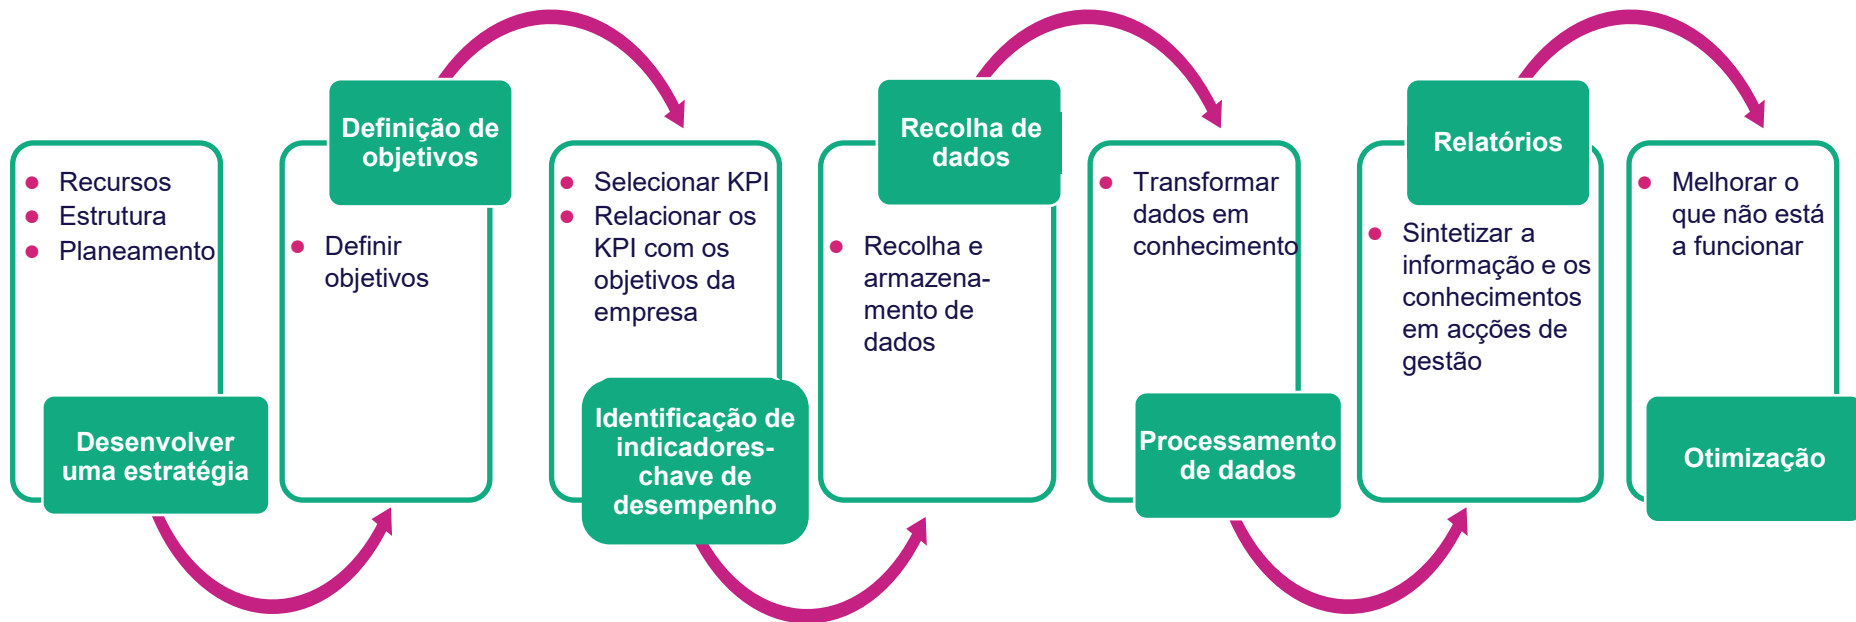 Recursos
Estrutura
Planeamento
Desenvolver
uma estratégia
Definição de
objetivos
Definir
objetivos
Selecionar KPI
Relacionar os
KPI com os
objetivos da
empresa
Identificação de
indicadores-
chave de
desempenho
Recolha de
dados
Recolha e
armazena-
mento de
dados
Transformar
dados em
conhecimento
Processamento
de dados
Relatórios
Sintetizar a
informação e os
conhecimentos
em acções de
gestão
Melhorar o
que não está
a funcionar
Otimização